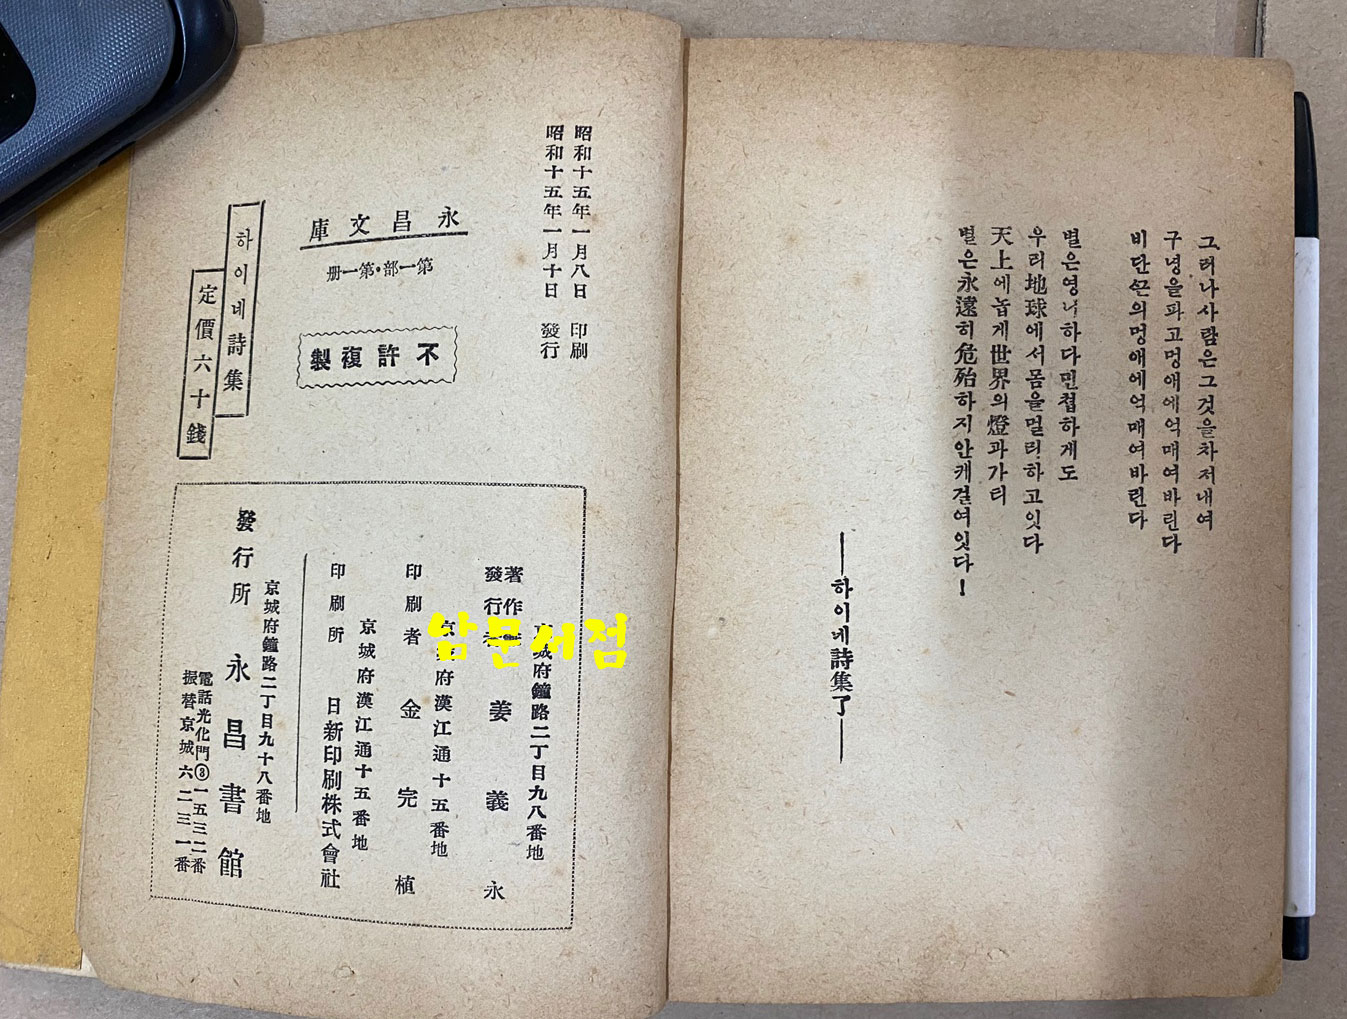 그러나사람은그것을차저내여
구녕을파고멍애에억매여바린다
비단끈의멍애에억매여바린다
별은영니하다민첩하게도
우리地球에서몸을멀리하고잇다
天上에놉게世界의燈과가티
별은永遠히危殆하지안케걸여잇다！
―하이네詩集了―
昭和十五年一月八日 印刷
昭和十五年一月十日 發行
永昌文庫
第一部・第一册
不許複製
하이네詩集
定價六十錢
京城府鐘路二丁目九八番地
著作
發行者 姜義永
京城府漢江通十五番地
印刷者 金完植
京城府漢江通十五番地
印刷所 日新印刷株式會社
京城府鐘路二丁目九十八番地
發行所 永昌書館
電話光化門③一五三二番
振替京城六二三一番
삼문서점